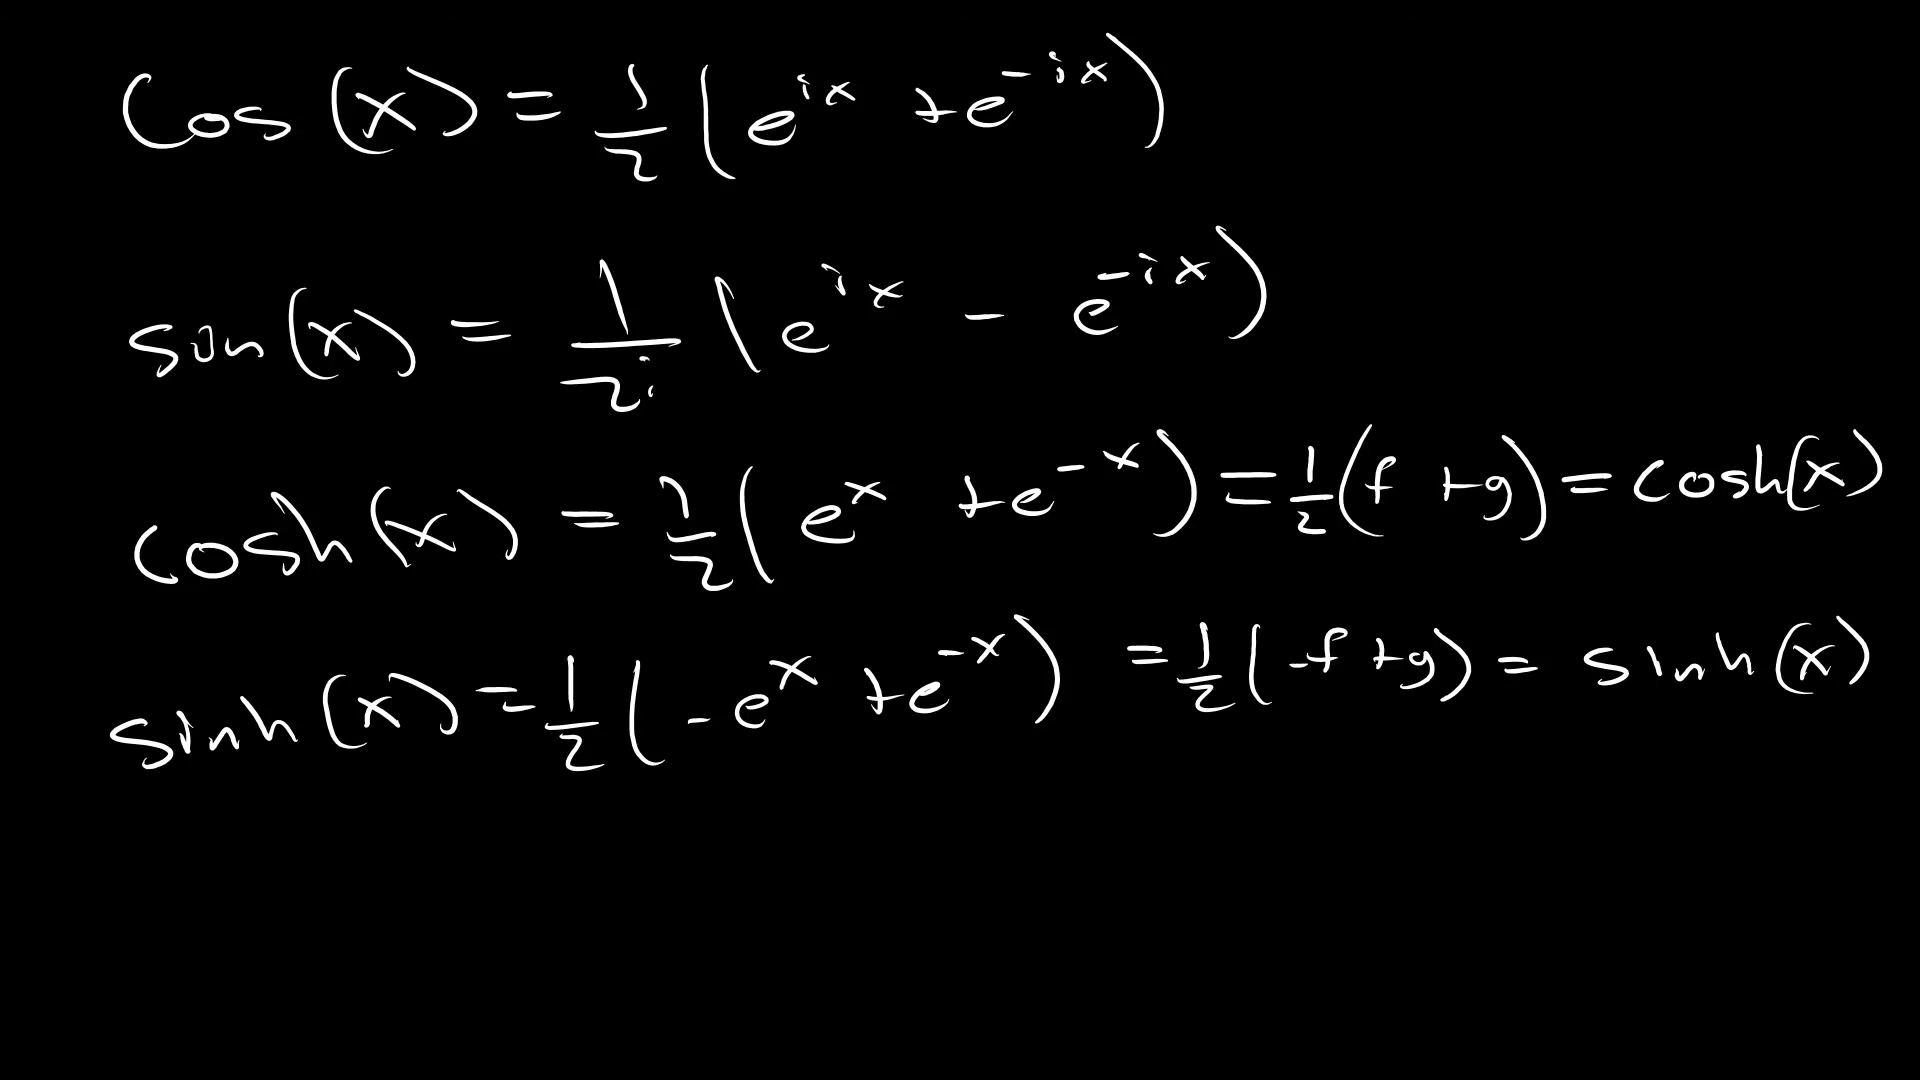 cos(x) = 1/2 (e^{ix} + e^{-ix})
sin(x) = 1/2i (e^{ix} - e^{-ix})
cosh(x) = 1/2 (e^x + e^{-x}) = 1/2 (f + g) = cosh(x)
sinh(x) = 1/2 (-e^x + e^{-x}) = 1/2 (-f + g) = sinh(x)